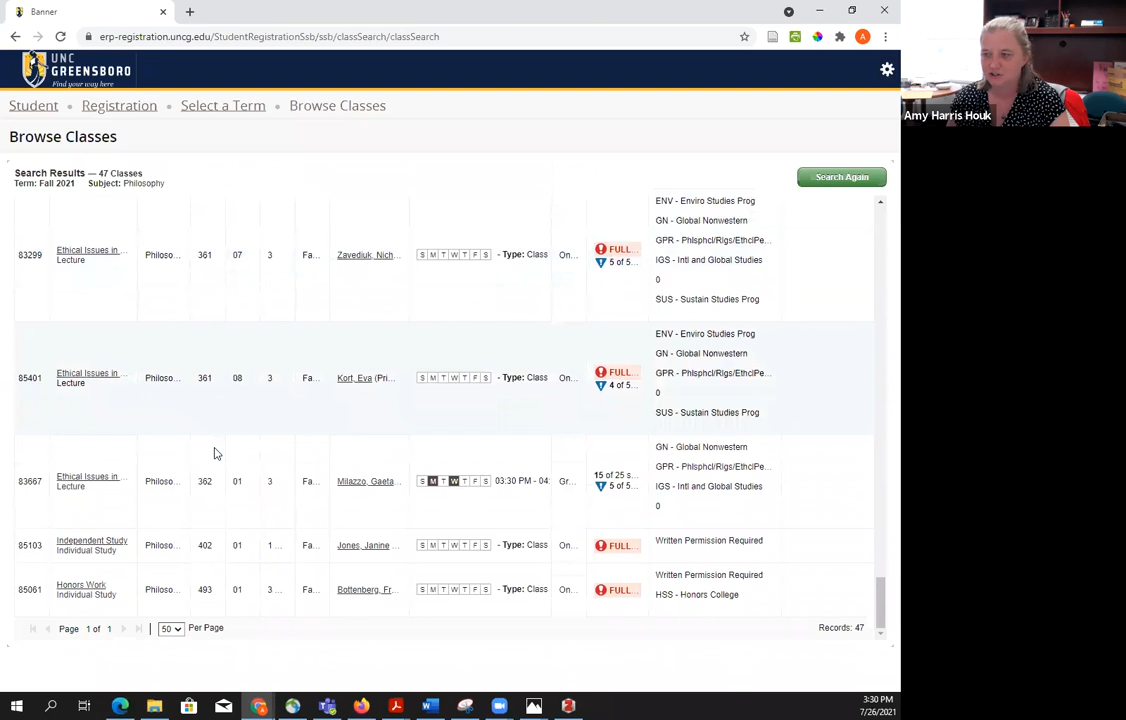 Banner
erp-registration.uncg.edu/StudentRegistrationSsb/ssb/classSearch/classSearch
A
UNC
GREENSBORO
Find your way here
Student • Registration • Select a Term • Browse Classes
Browse Classes
Search Results — 47 Classes
Term: Fall 2021 Subject: Philosophy
Search Again
ENV - Enviro Studies Prog
GN - Global Nonwestern
GPR - Phlsphcl/Rlgs/EthclPe...
83299 Ethical Issues in ... Philoso... 361 07 3 Fa... Zavediuk, Nich... S M T W T F S - Type: Class On... FULL...
Lecture 5 of 5...
IGS - Intl and Global Studies
0
SUS - Sustain Studies Prog
ENV - Enviro Studies Prog
GN - Global Nonwestern
85401 Ethical Issues in ... Philoso... 361 08 3 Fa... Kort, Eva (Pri... S M T W T F S - Type: Class On... FULL... GPR - Phlsphcl/Rlgs/EthclPe...
Lecture 4 of 5...
0
SUS - Sustain Studies Prog
GN - Global Nonwestern
GPR - Phlsphcl/Rlgs/EthclPe...
83667 Ethical Issues in ... Philoso... 362 01 3 Fa... Milazzo, Gaeta... S M T W T F S 03:30 PM - 04: Gr... 15 of 25 s...
Lecture 5 of 5... IGS - Intl and Global Studies
0
85103 Independent Study Philoso... 402 01 1 ... Fa... Jones, Janine ... S M T W T F S - Type: Class On... FULL... Written Permission Required
Individual Study
85061 Honors Work Philoso... 493 01 3 ... Fa... Bottenberg, Fr... S M T W T F S - Type: Class On... FULL... Written Permission Required
Individual Study HSS - Honors College
Page 1 of 1 50 Per Page Records: 47
Amy Harris Houk
3:30 PM
7/26/2021